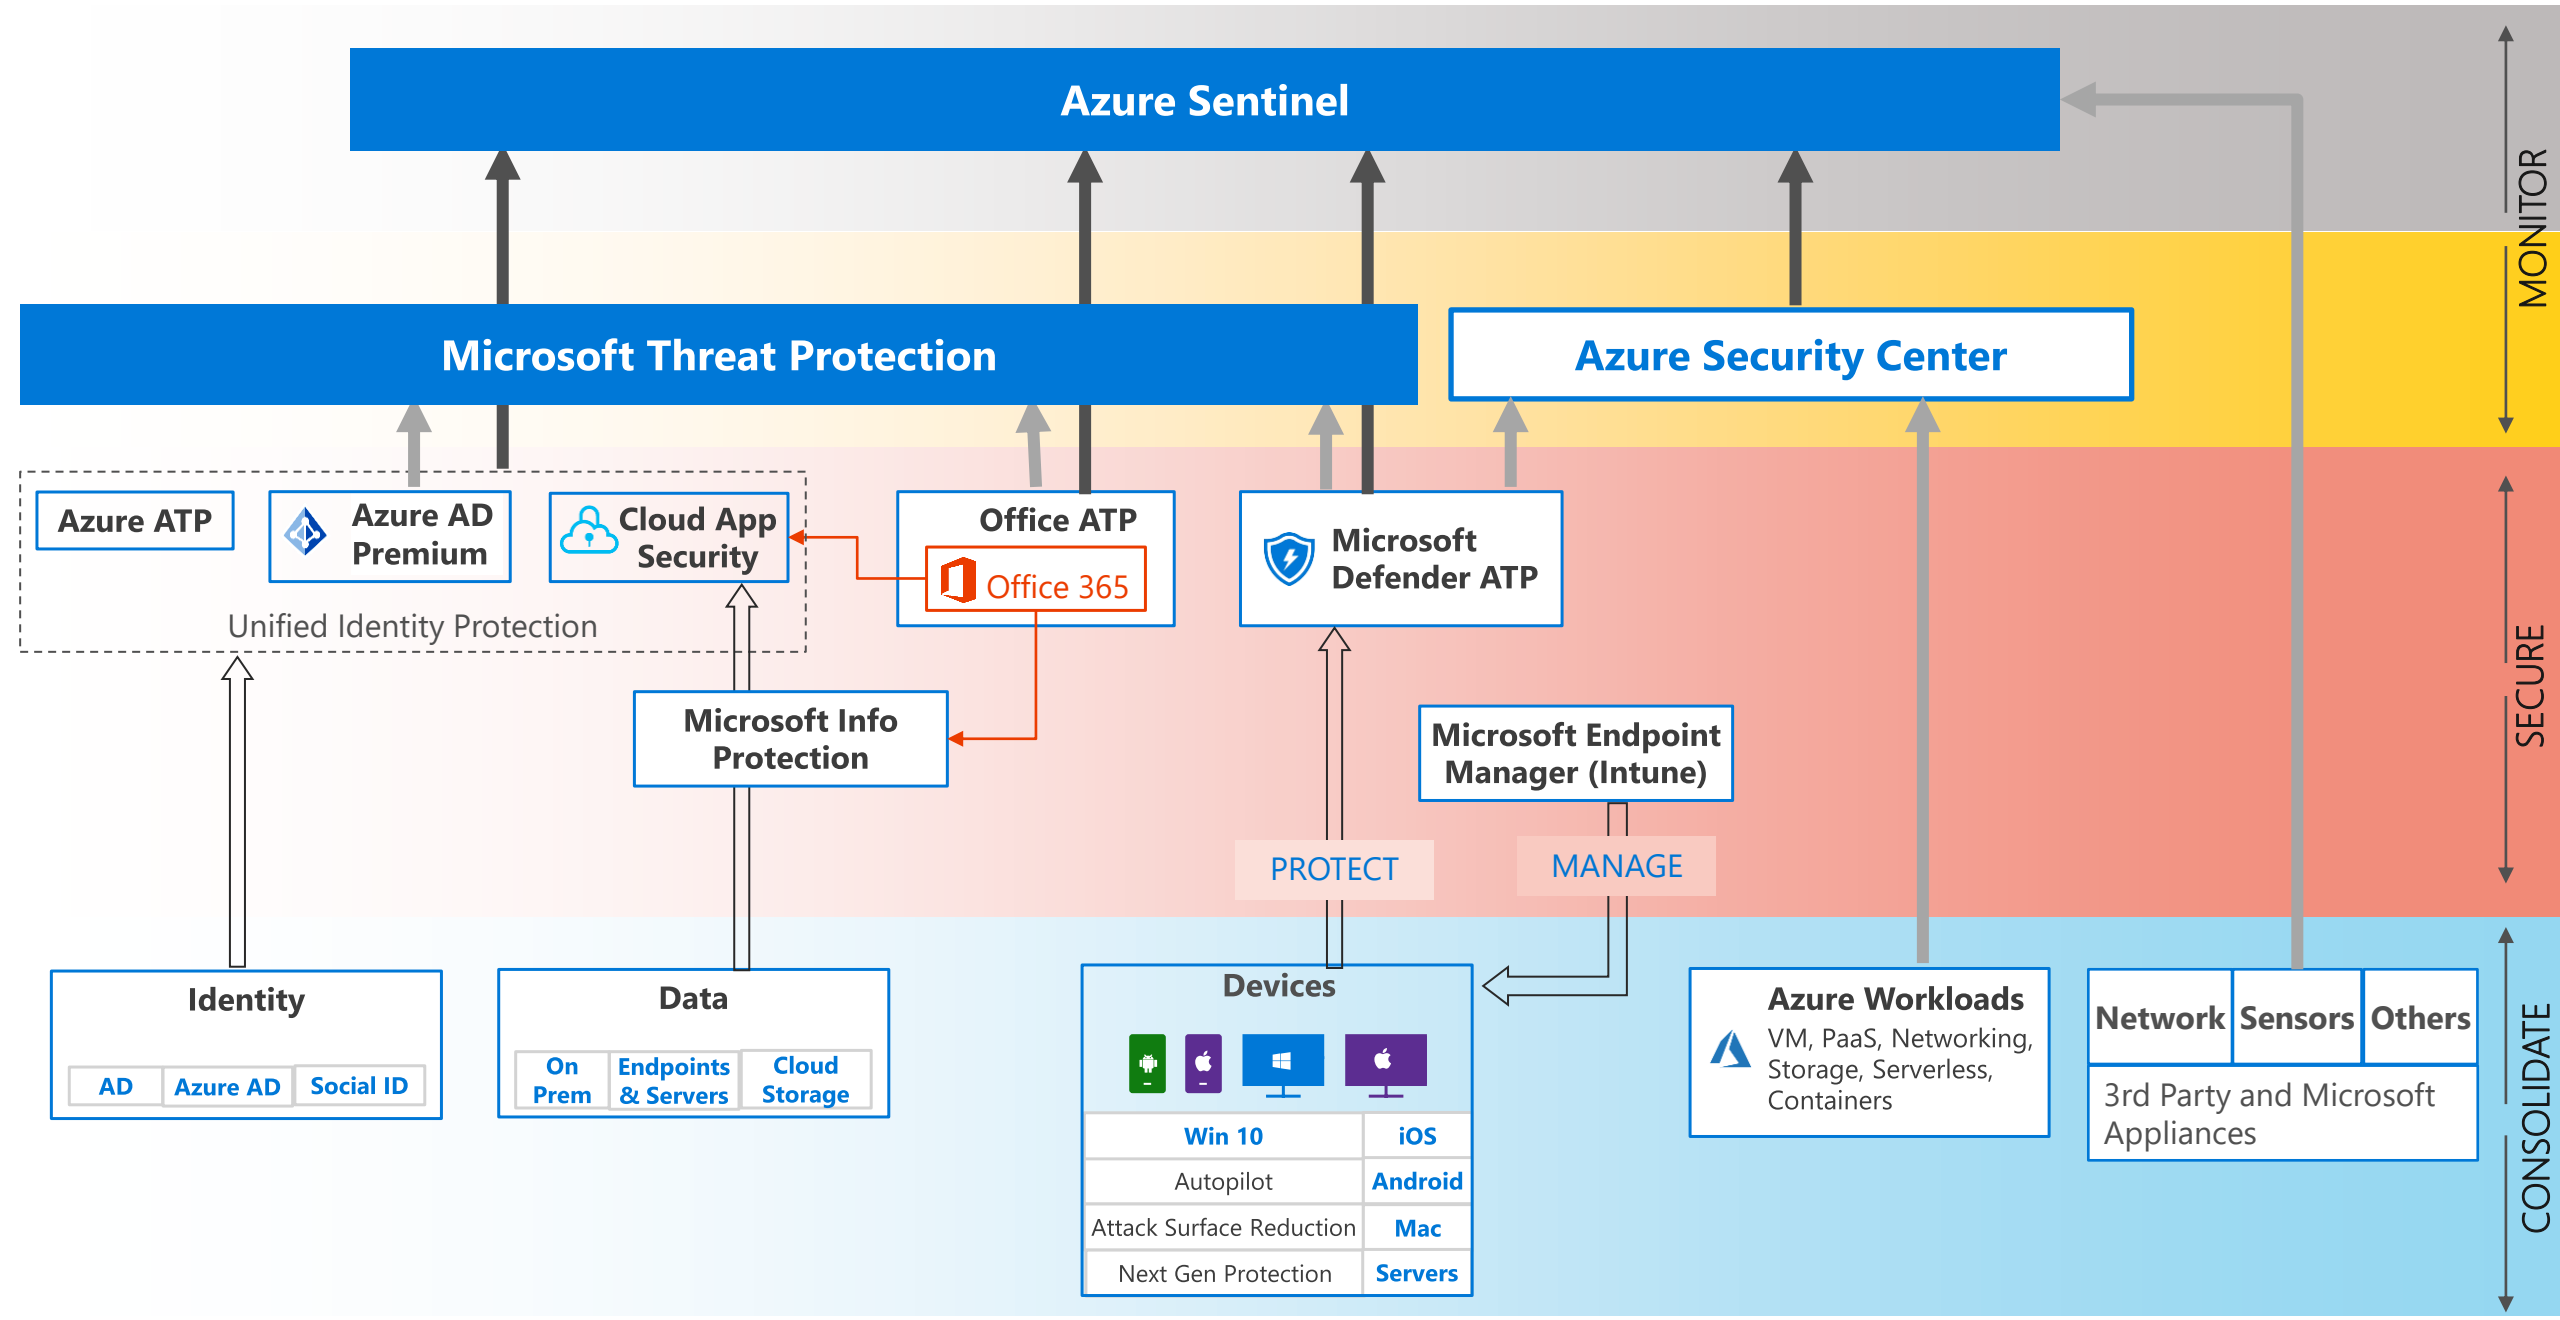 Azure Sentinel
MONITOR
Microsoft Threat Protection
Azure Security Center
Azure ATP
Azure AD
Premium
Cloud App
Security
Unified Identity Protection
Office ATP
Office 365
Microsoft
Defender ATP
SECURE
Microsoft Info
Protection
Microsoft Endpoint
Manager (Intune)
PROTECT
MANAGE
Identity
AD
Azure AD
Social ID
Data
On
Prem
Endpoints
& Servers
Cloud
Storage
Devices
Win 10
iOS
Autopilot
Android
Attack Surface Reduction
Mac
Next Gen Protection
Servers
Azure Workloads
VM, PaaS, Networking,
Storage, Serverless,
Containers
Network
Sensors
Others
3rd Party and Microsoft
Appliances
CONSOLIDATE